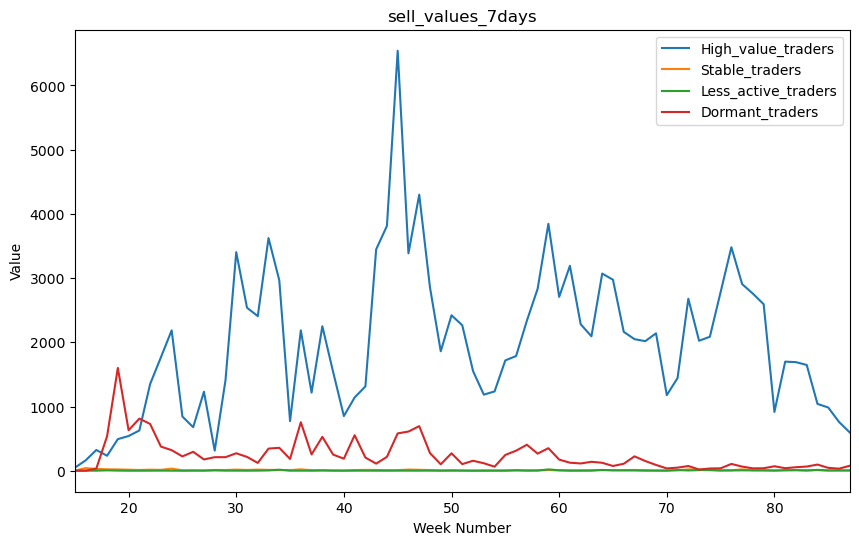 sell_values_7days
High_value_traders
Stable_traders
Less_active_traders
Dormant_traders
Value
6000
5000
4000
3000
2000
1000
0
20 30 40 50 60 70 80
Week Number